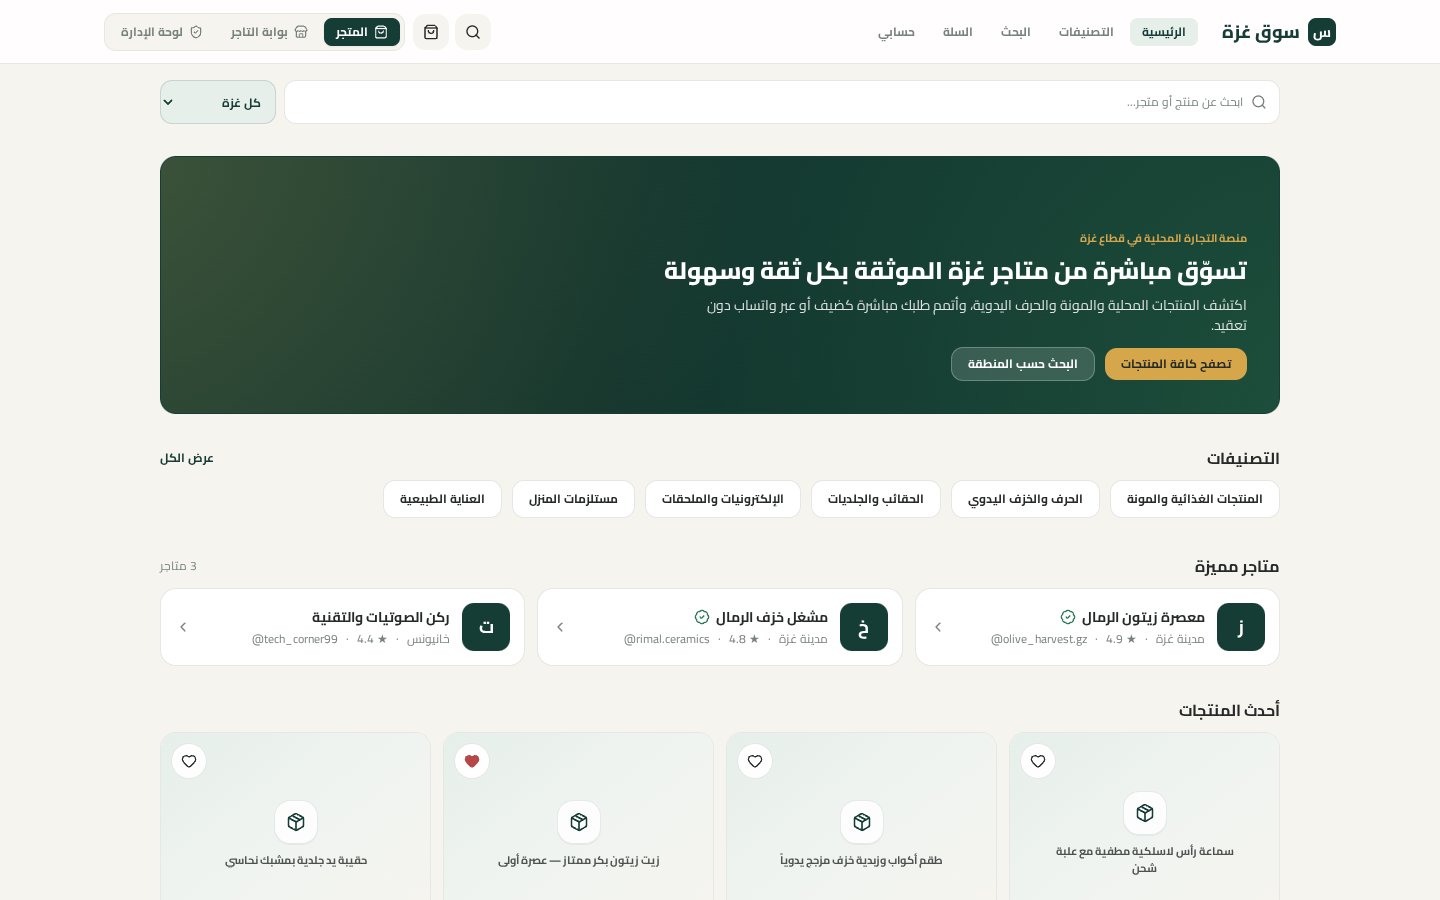 س
سوق غزة
الرئيسية
التصنيفات
البحث
السلة
حسابي
المتجر
بوابة التاجر
لوحة الإدارة
ابحث عن منتج أو متجر...
كل غزة
منصة التجارة المحلية في قطاع غزة
تسوّق مباشرة من متاجر غزة الموثقة بكل ثقة وسهولة
اكتشف المنتجات المحلية والمونة والحرف اليدوية، وأتمم طلبك مباشرة كضيف أو عبر واتساب دون
تعقيد.
تصفح كافة المنتجات
البحث حسب المنطقة
التصنيفات
عرض الكل
المنتجات الغذائية والمونة
الحرف والخزف اليدوي
الحقائب والجلديات
الإلكترونيات والملحقات
مستلزمات المنزل
العناية الطبيعية
متاجر مميزة
3 متاجر
ز
معصرة زيتون الرمال
مدينة غزة · ★ 4.9 · @olive_harvest.gz
خ
مشغل خزف الرمال
مدينة غزة · ★ 4.8 · @rimal.ceramics
ت
ركن الصوتيات والتقنية
خانيونس · ★ 4.4 · @tech_corner99
أحدث المنتجات
سماعة رأس لاسلكية مطفية مع علبة
شحن
طقم أكواب وزبدية خزف مزجج يدوياً
زيت زيتون بكر ممتاز — عصرة أولى
حقيبة يد جلدية بمشبك نحاسي